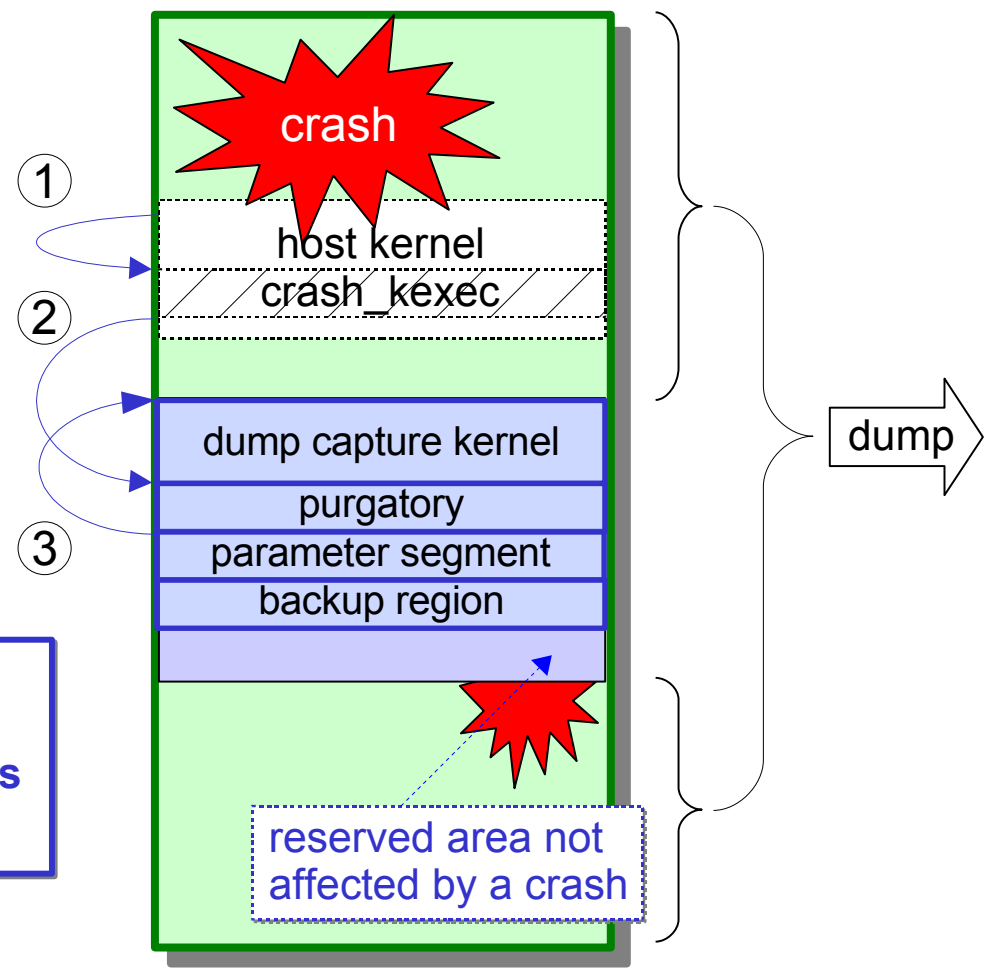 crash
1
host kernel
crash_kexec
2
dump capture kernel
dump
purgatory
3
parameter segment
backup region
s
reserved area not
affected by a crash